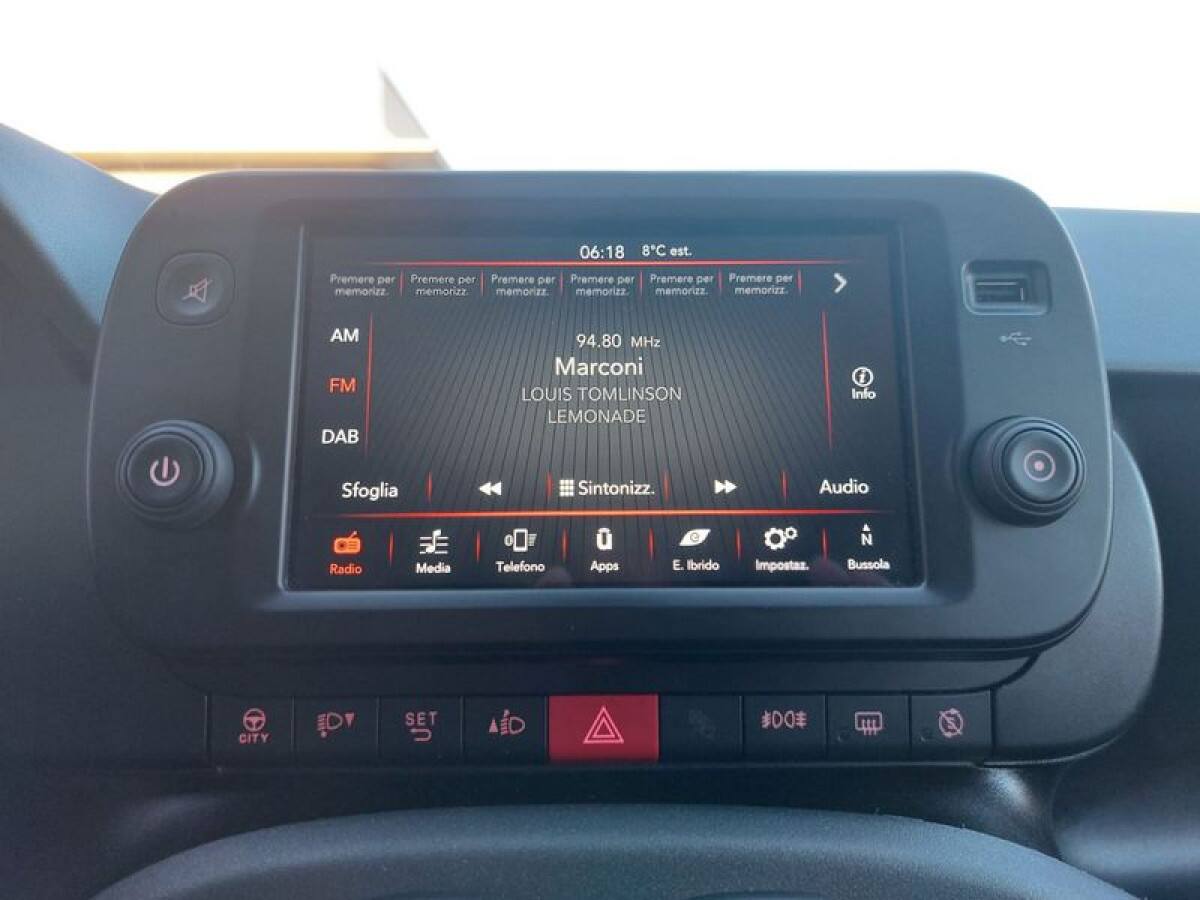 06:18 8°C est.
Premere per memorizz. Premere per memorizz. Premere per memorizz. Premere per memorizz. Premere per memorizz. Premere per memorizz.
AM
94.80 MHz
Marconi
FM
LOUIS TOMLINSON
LEMONADE
Info
DAB
Sfoglia Sintonizz. Audio
N
Radio Media Telefono Apps E. Ibrido Impostaz. Bussola
CITY SET